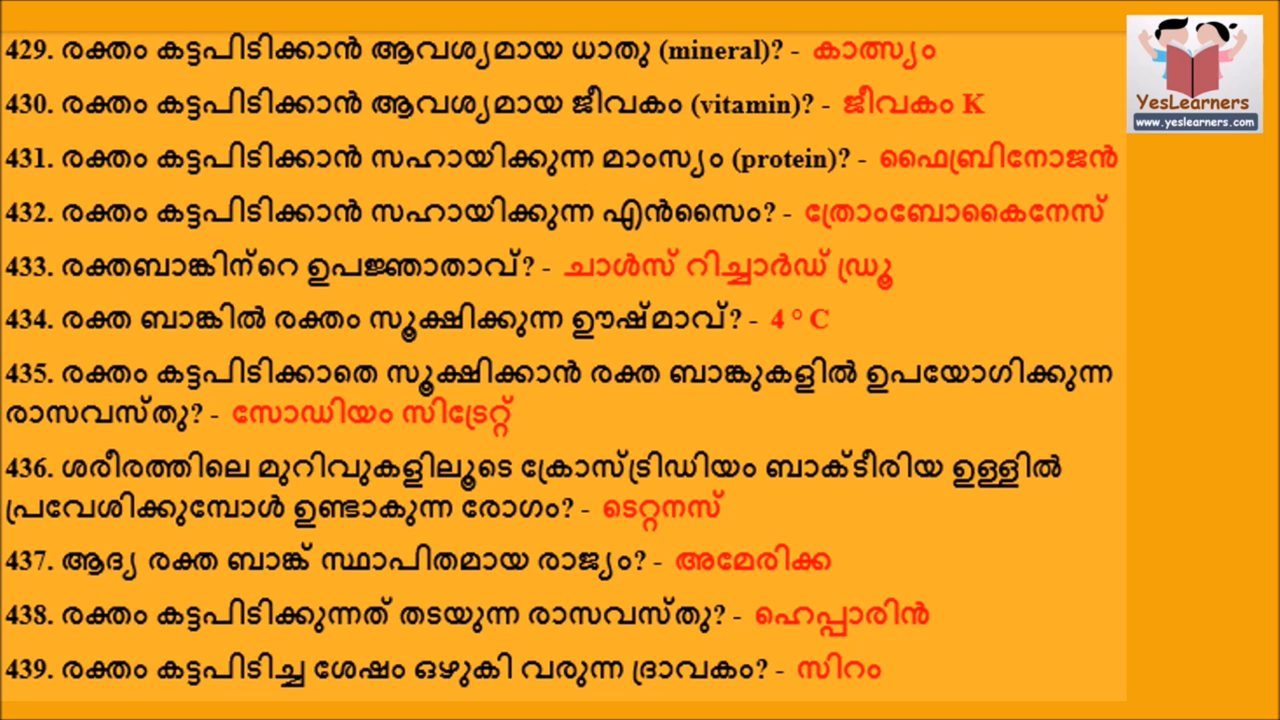 429. രക്തം കട്ടപിടിക്കാൻ ആവശ്യമായ ധാതു (mineral)? - കാത്സ്യം
430. രക്തം കട്ടപിടിക്കാൻ ആവശ്യമായ ജീവകം (vitamin)? - ജീവകം K
431. രക്തം കട്ടപിടിക്കാൻ സഹായിക്കുന്ന മാംസ്യം (protein)? - ഫൈബ്രിനോജൻ
432. രക്തം കട്ടപിടിക്കാൻ സഹായിക്കുന്ന എൻസൈം? - ത്രോംബോകൈനേസ്
433. രക്തബാങ്കിന്റെ ഉപജ്ഞാതാവ്? - ചാൾസ് റിച്ചാർഡ് ഡ്രൂ
434. രക്ത ബാങ്കിൽ രക്തം സൂക്ഷിക്കുന്ന ഊഷ്മാവ്? - 4 ° C
435. രക്തം കട്ടപിടിക്കാതെ സൂക്ഷിക്കാൻ രക്ത ബാങ്കുകളിൽ ഉപയോഗിക്കുന്ന
രാസവസ്തു? - സോഡിയം സിട്രേറ്റ്
436. ശരീരത്തിലെ മുറിവുകളിലൂടെ ക്രോസ്ട്രിഡിയം ബാക്ടീരിയ ഉള്ളിൽ
പ്രവേശിക്കുമ്പോൾ ഉണ്ടാകുന്ന രോഗം? - ടെറ്റനസ്
437. ആദ്യ രക്ത ബാങ്ക് സ്ഥാപിതമായ രാജ്യം? - അമേരിക്ക
438. രക്തം കട്ടപിടിക്കുന്നത് തടയുന്ന രാസവസ്തു? - ഹെപ്പാരിൻ
439. രക്തം കട്ടപിടിച്ച ശേഷം ഒഴുകി വരുന്ന ദ്രാവകം? - സിറം
YesLearners
www.yeslearners.com